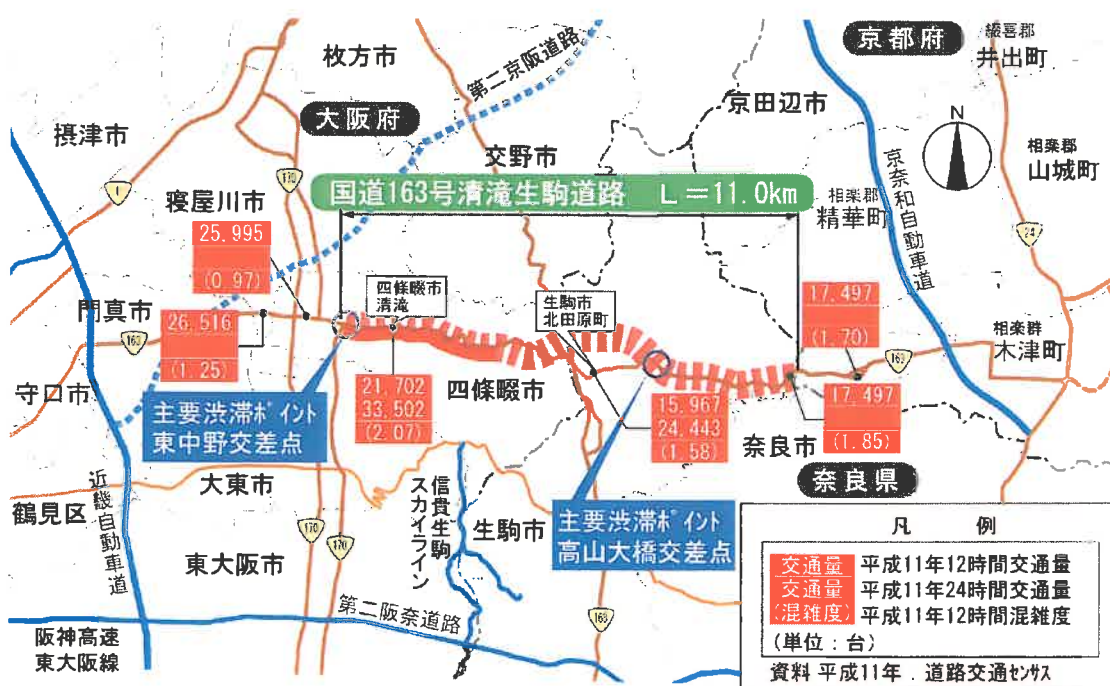 京都府
綴喜郡
井出町
枚方市
第二京阪道路
大阪府
京田辺市
摂津市
交野市
N
相楽郡
山城町
1
170
国道163号清滝生駒道路 L=11.0km
寝屋川市
相楽郡
精華町
京奈和自動車道
24
25,995
(0.97)
四條畷市
清滝
生駒市
北田原町
17,497
(1.70)
門真市
26,516
(1.25)
163
相楽群
木津町
163
守口市
21,702
33,502
(2.07)
四條畷市
15,967
24,443
(1.58)
17,497
(1.85)
主要渋滞ポイント
東中野交差点
奈良市
奈良県
大東市
鶴見区
近畿自動車道
信貴生駒
スカイライン
生駒市
主要渋滞ポイント
高山大橋交差点
170
170
東大阪市
第二阪奈道路
168
阪神高速
東大阪線
凡 例
交通量 平成11年12時間交通量
交通量 平成11年24時間交通量
(混雑度) 平成11年12時間混雑度
(単位:台)
資料 平成11年.道路交通センサス